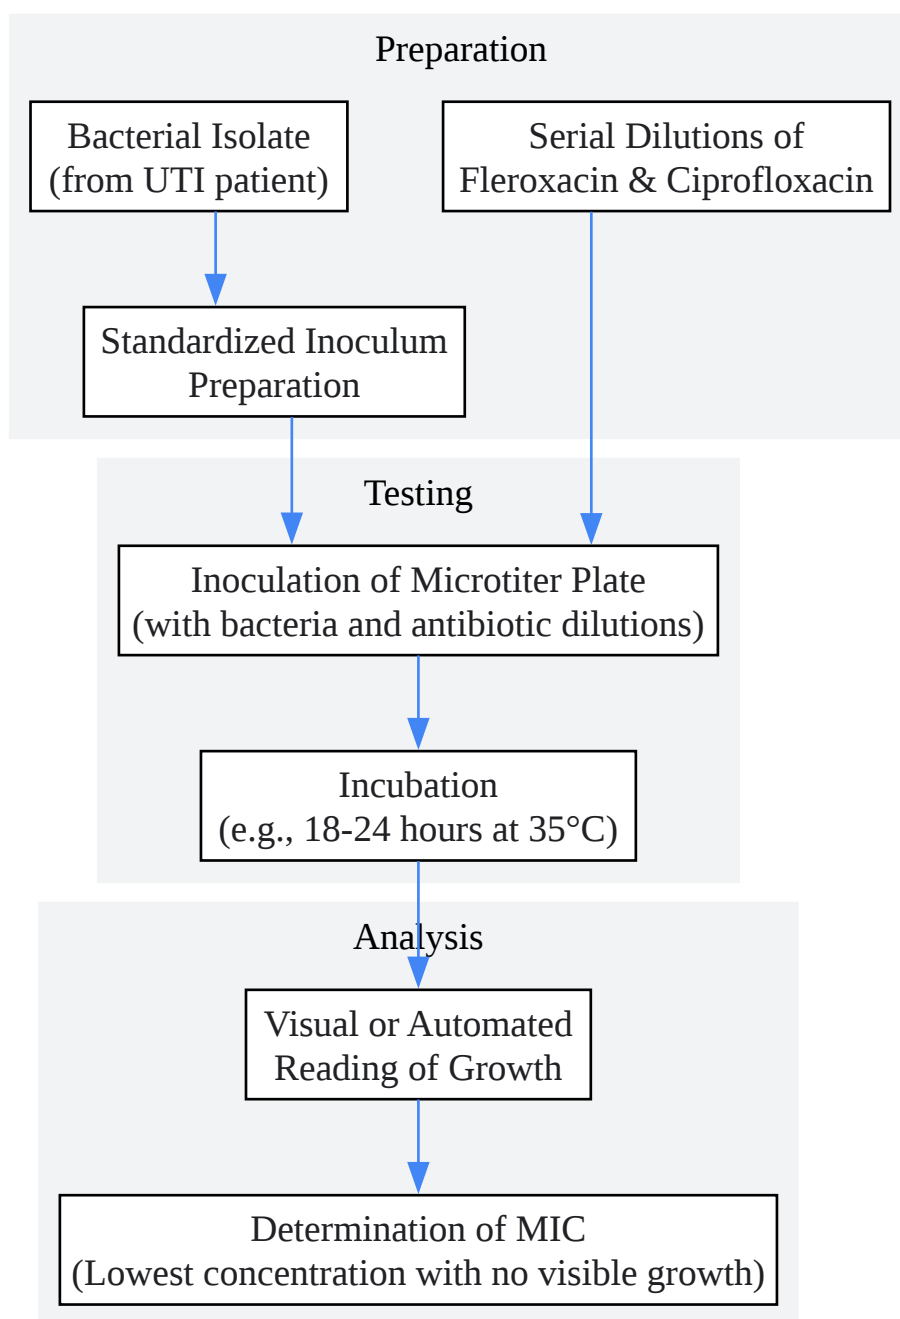 Preparation
Bacterial Isolate
(from UTI patient)
Serial Dilutions of
Fleroxacin & Ciprofloxacin
Standardized Inoculum
Preparation
Testing
Inoculation of Microtiter Plate
(with bacteria and antibiotic dilutions)
Incubation
(e.g., 18-24 hours at 35°C)
Analysis
Visual or Automated
Reading of Growth
Determination of MIC
(Lowest concentration with no visible growth)